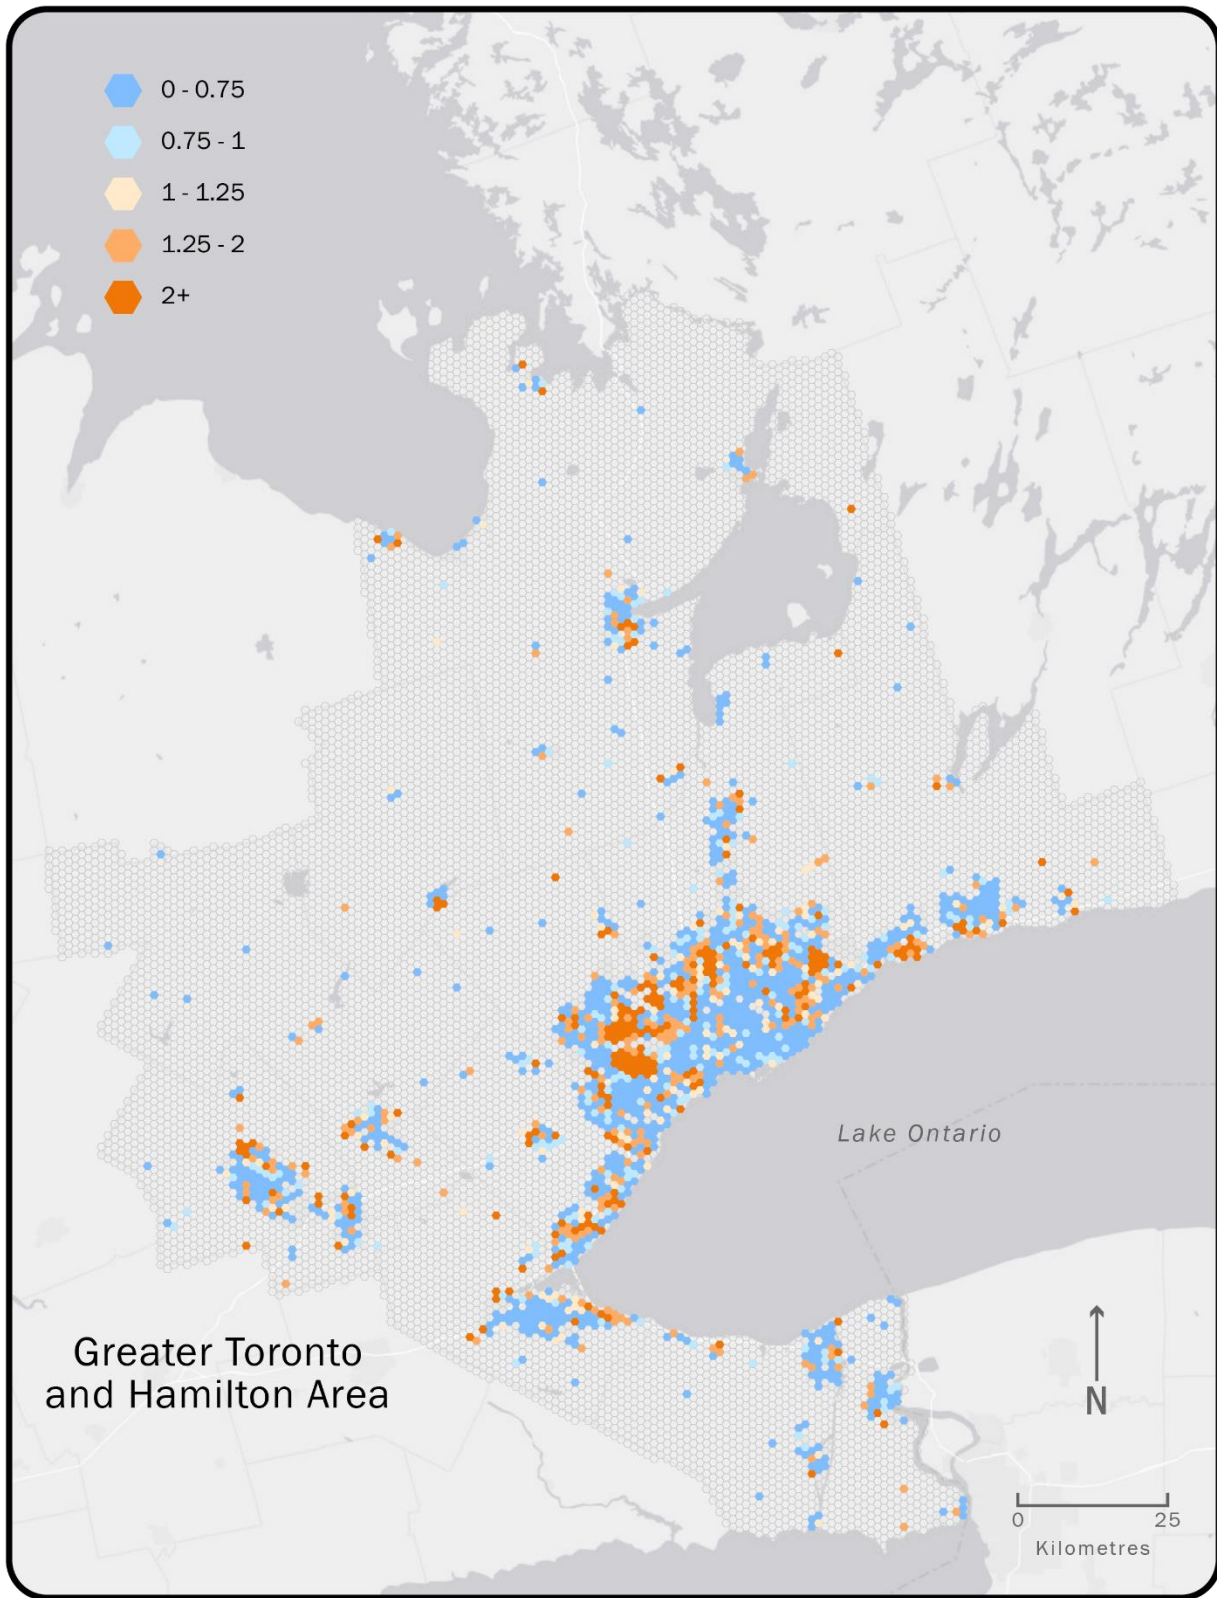 0 - 0.75
0.75 - 1
1 - 1.25
1.25 - 2
2+
Lake Ontario
Greater Toronto
and Hamilton Area
N
0 25
Kilometres